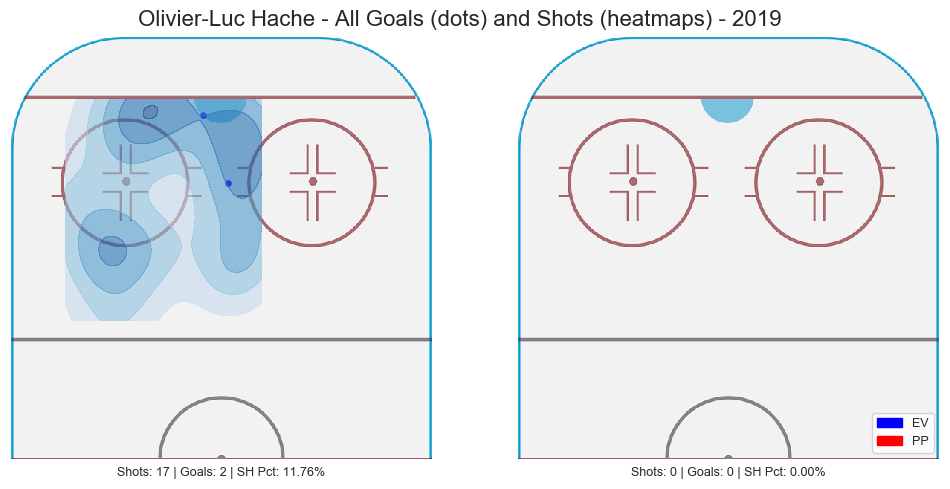 Olivier-Luc Hache - All Goals (dots) and Shots (heatmaps) - 2019
EV
PP
Shots: 17 | Goals: 2 | SH Pct: 11.76%
Shots: 0 | Goals: 0 | SH Pct: 0.00%